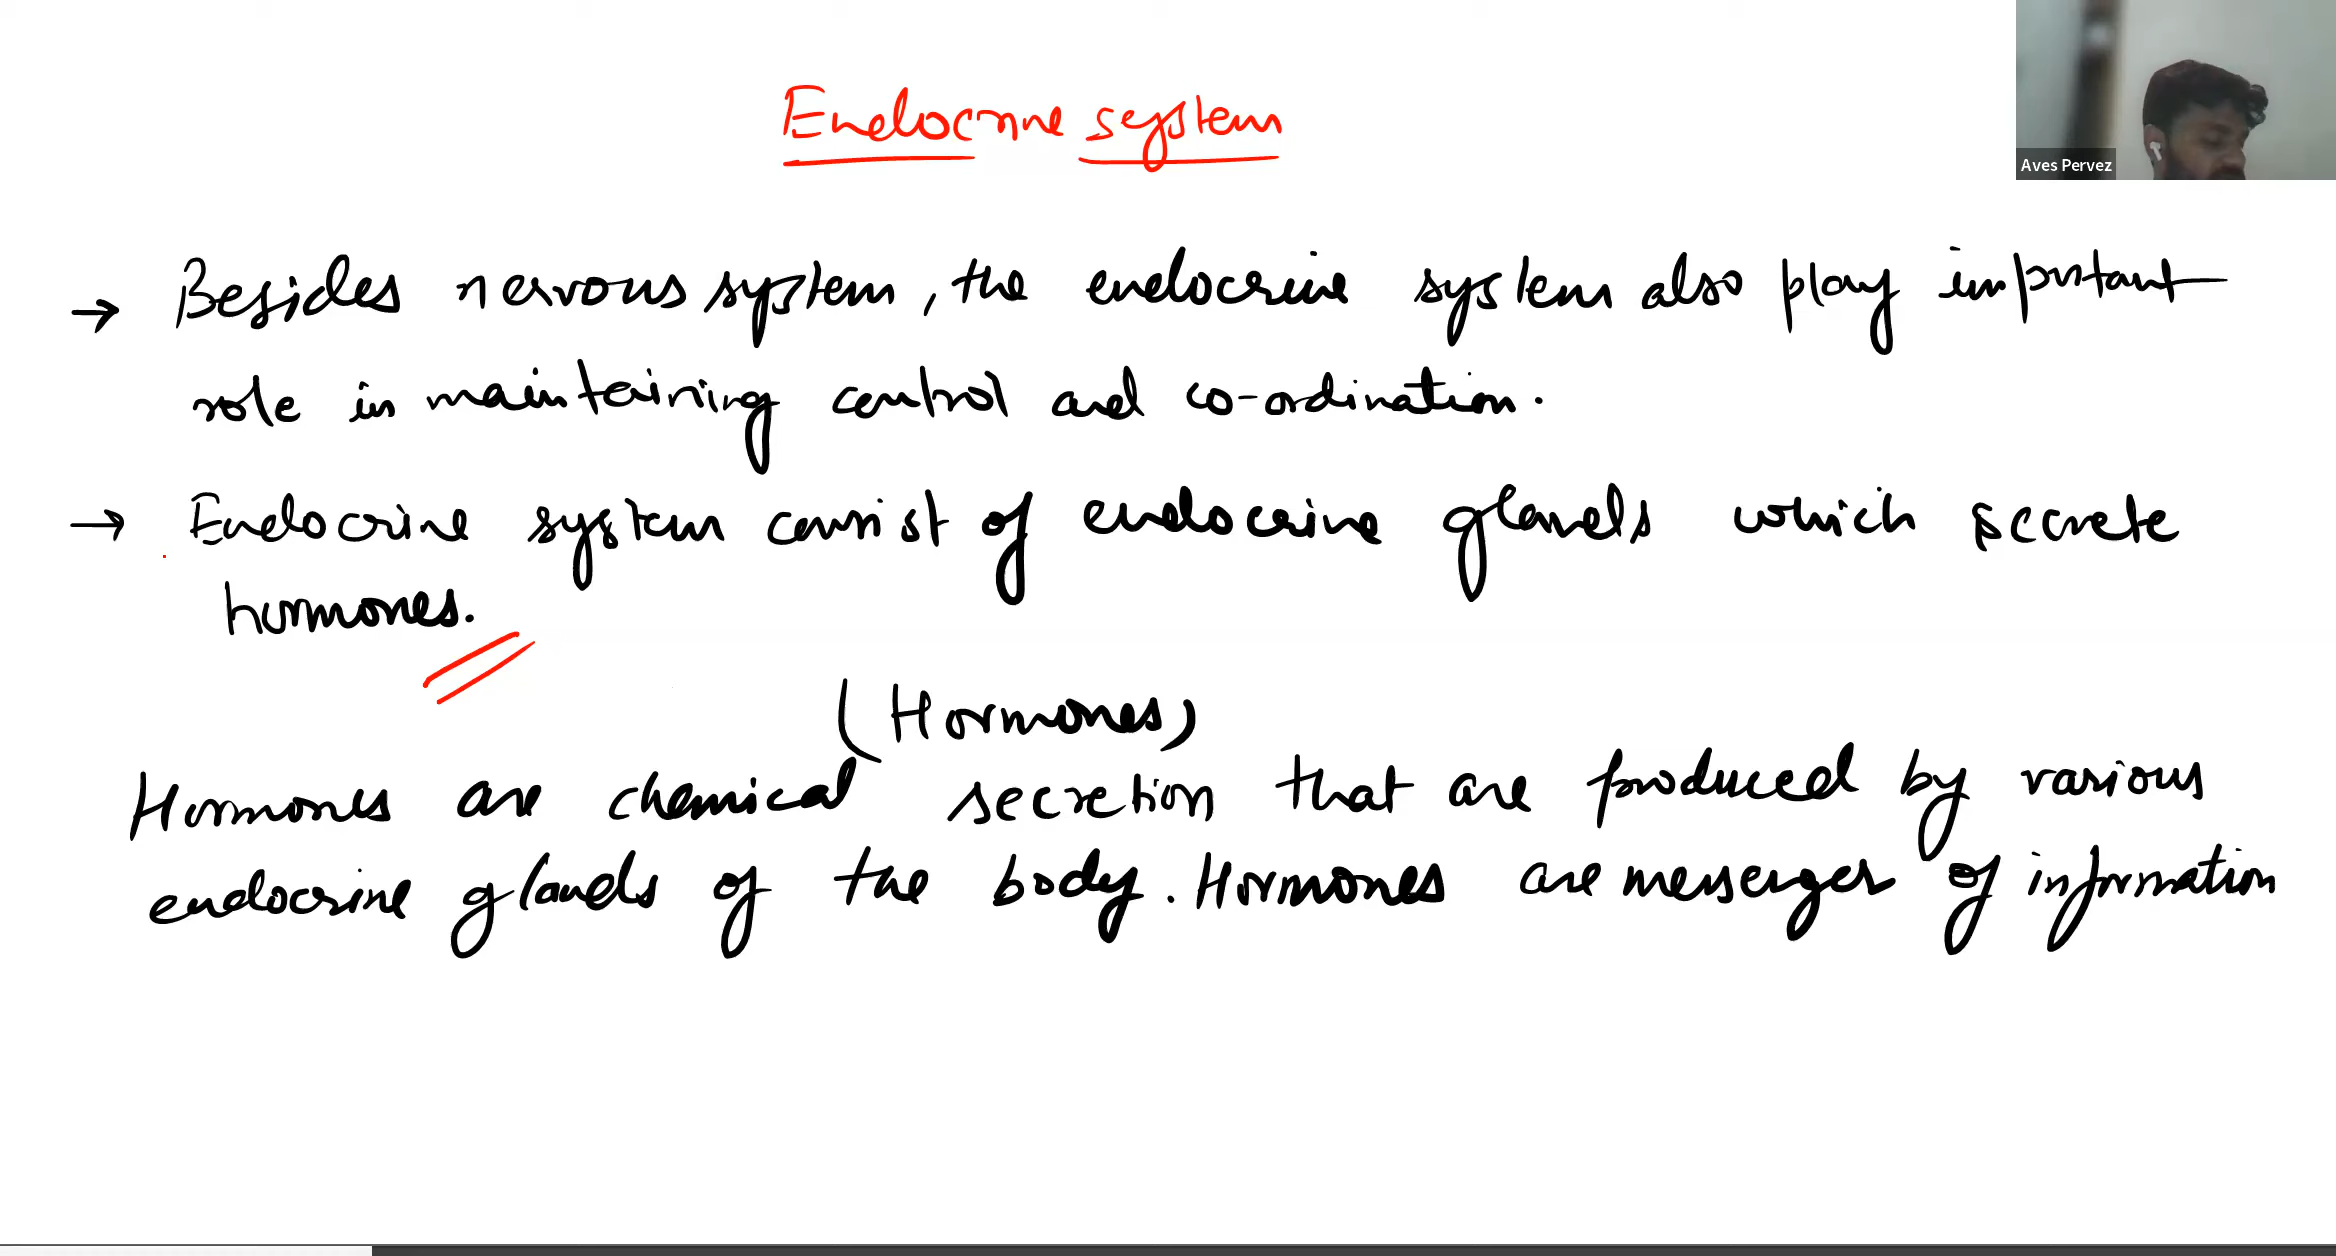 Endocrine system
Aves Pervez
→ Besides nervous system, the endocrine system also play important
role in maintaining control and co-ordination.
→ Endocrine system consist of endocrine glands which secrete
hormones.
(Hormones)
Hormones are chemical secretion that are produced by various
endocrine glands of the body. Hormones are messenger of information